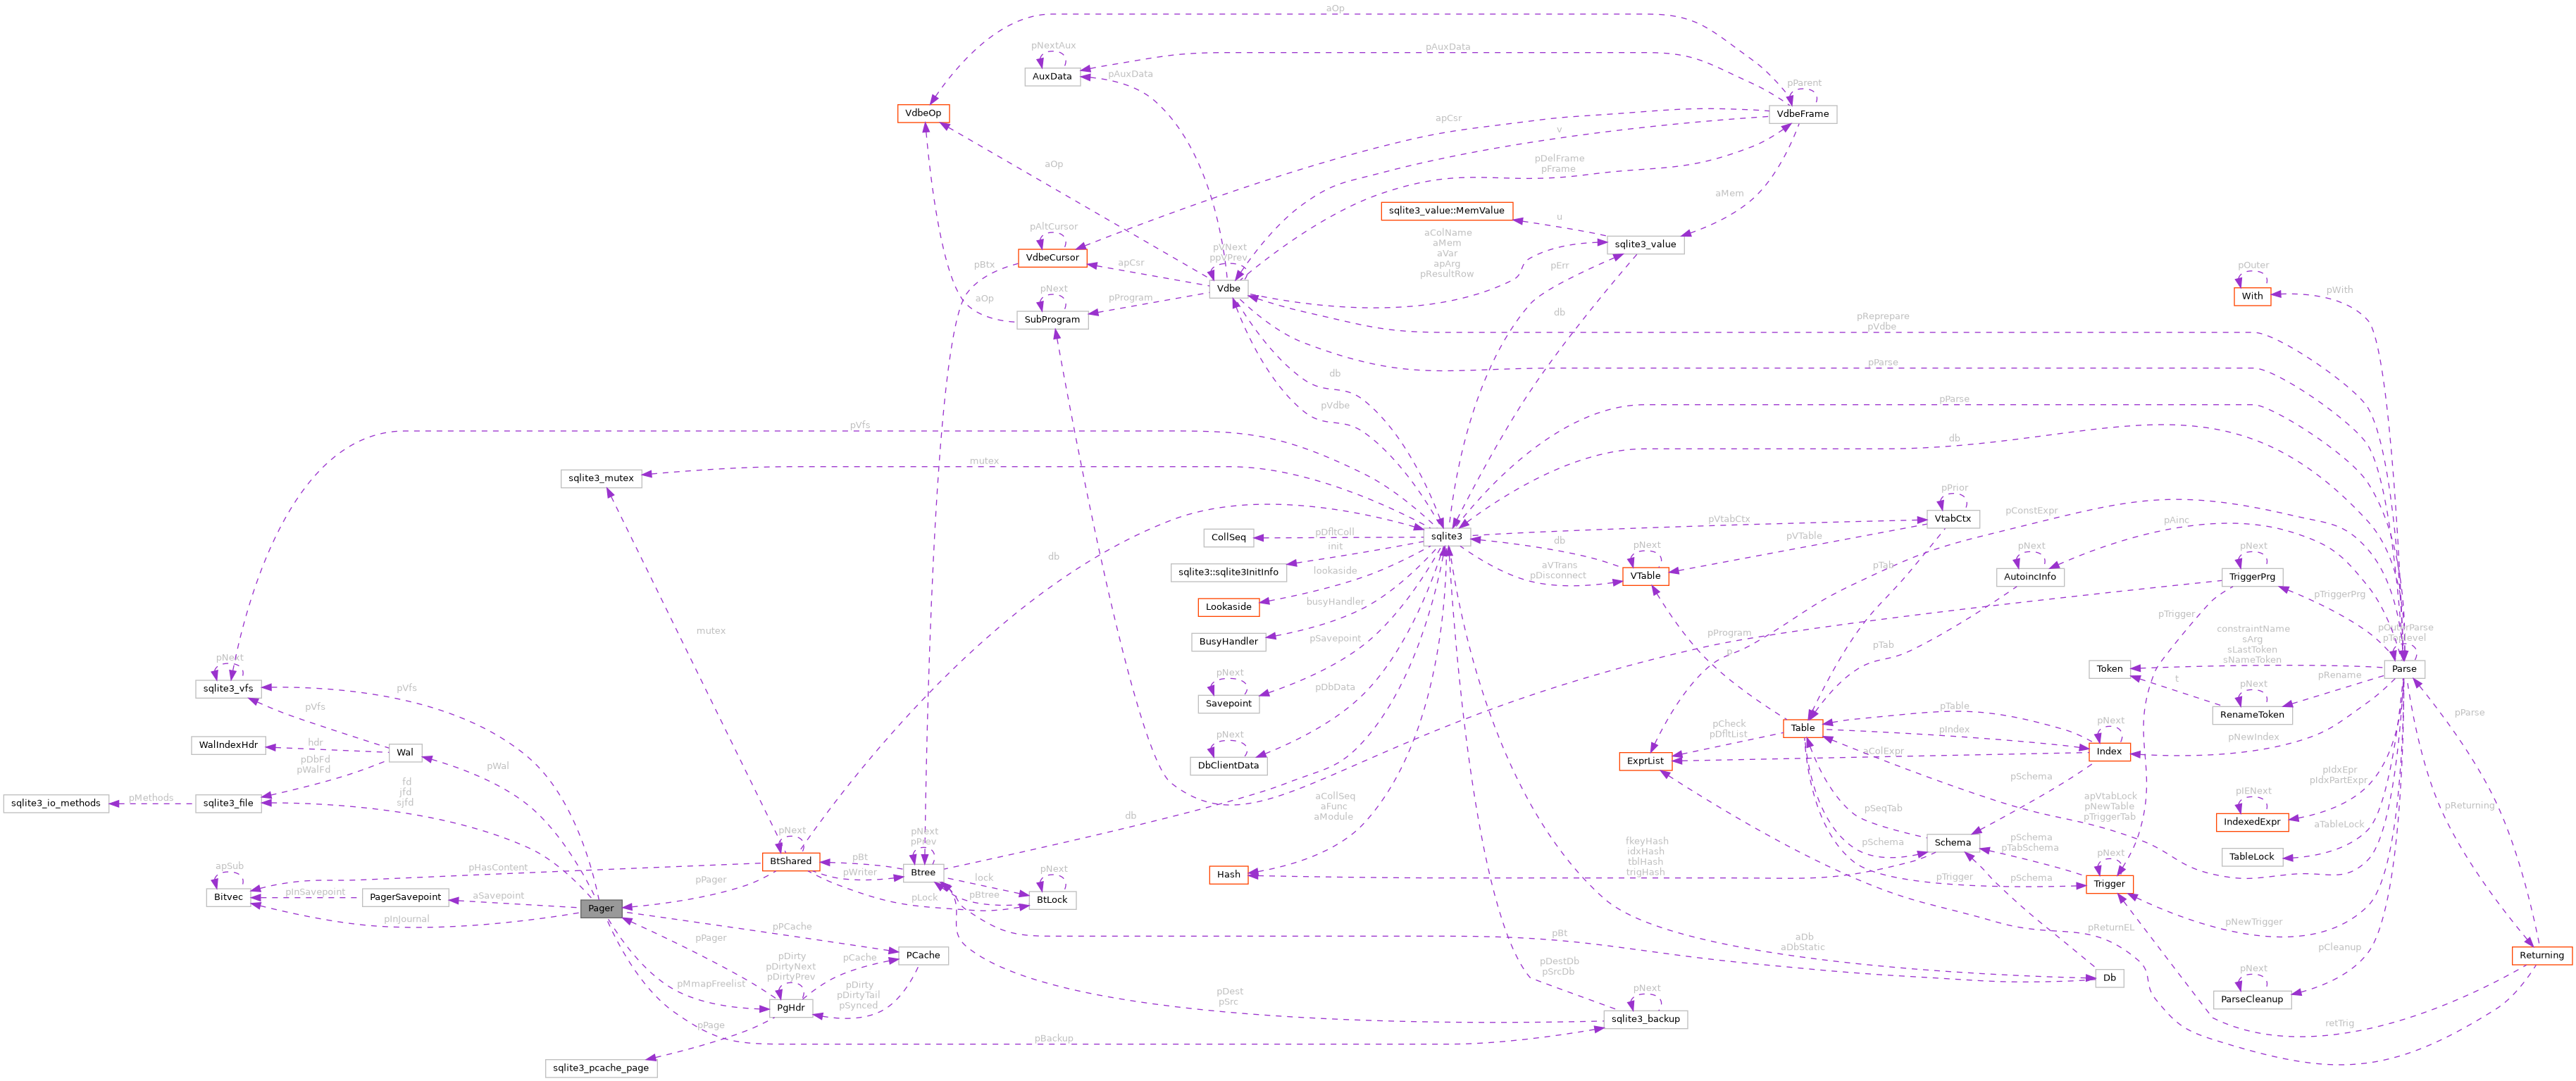 aOp
pNextAux
pAuxData
AuxData
pAuxData
pParent
VdbeOp
VdbeFrame
apCsr
v
aOp
pDelFrame
pFrame
aMem
sqlite3_value::MemValue
u
pAltCursor
VdbeCursor
apCsr
pVNext
ppVPrev
aColName
aMem
aVar
apArg
pResultRow
sqlite3_value
pBtx
pErr
pOuter
With
pWith
Vdbe
pNext
aOp
pProgram
SubProgram
db
pReprepare
pVdbe
db
pParse
pVdbe
pParse
pVfs
db
mutex
sqlite3_mutex
pPrior
pConstExpr
pVtabCtx
VtabCtx
pAinc
pDfltColl
CollSeq
sqlite3
pVTable
db
db
init
sqlite3::sqlite3InitInfo
pNext
VTable
aVTrans
pDisconnect
pTab
pNext
AutoincInfo
pNext
TriggerPrg
lookaside
Lookaside
pTriggerPrg
busyHandler
BusyHandler
pTrigger
mutex
pProgram
pSavepoint
p
pTab
constraintName
sArg
sLastToken
sNameToken
pOuterParse
pToplevel
pNext
sqlite3_vfs
pVfs
pNext
Savepoint
pDbData
Token
Parse
t
pRename
pNext
RenameToken
pVfs
pTable
pNext
pParse
WalIndexHdr
hdr
Wal
pDbFd
pWalFd
pNext
DbClientData
pCheck
pDfltList
Table
pIndex
Index
pNewIndex
ExprList
aColExpr
pWal
fd
jfd
sjfd
sqlite3_io_methods
pMethods
sqlite3_file
aCollSeq
aFunc
aModule
pSchema
pIdxEpr
pIdxPartExpr
pIENext
IndexedExpr
apVtabLock
pNewTable
pTriggerTab
pSeqTab
pReturning
db
aTableLock
TableLock
pNext
pNext
pPrev
fkeyHash
idxHash
tblHash
trigHash
pSchema
Schema
pSchema
pTabSchema
pNext
apSub
pHasContent
BtShared
pBt
Btree
lock
pNext
Hash
pSchema
pTrigger
Trigger
pWriter
pPager
Bitvec
pInSavepoint
PagerSavepoint
aSavepoint
pLock
pBtree
BtLock
Pager
pInJournal
pPCache
pNewTrigger
pReturnEL
pPager
pBt
aDb
aDbStatic
pCleanup
pCache
PCache
pDirty
pDirtyNext
pDirtyPrev
pDestDb
pSrcDb
Returning
Db
pNext
pMmapFreelist
pDirty
pDirtyTail
pSynced
pDest
pSrc
pNext
ParseCleanup
PgHdr
sqlite3_backup
pPage
pBackup
retTrig
sqlite3_pcache_page